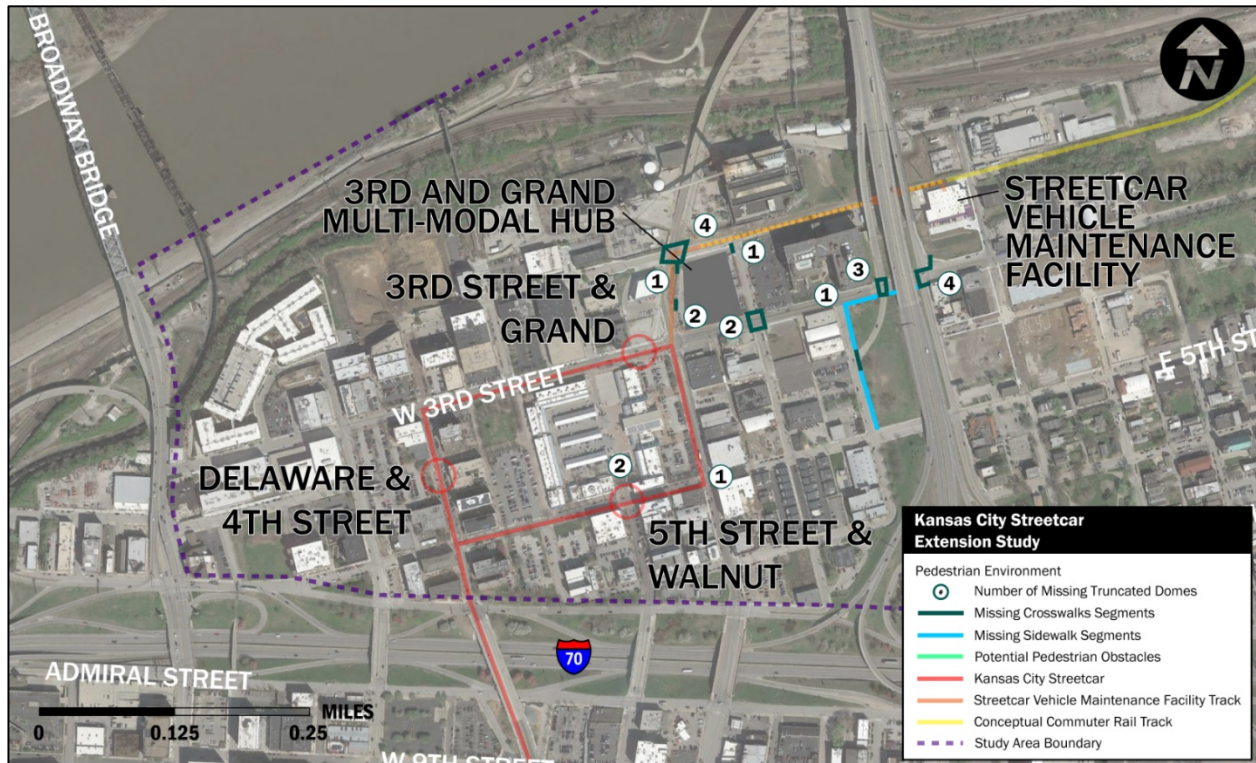 BROADWAY BRIDGE
N
3RD AND GRAND
MULTI-MODAL HUB
3RD STREET &
GRAND
STREETCAR
VEHICLE
MAINTENANCE
FACILITY
4
1
1
2
2
1
3
4
W 3RD STREET
E 5TH ST
DELAWARE &
4TH STREET
2
1
5TH STREET &
WALNUT
70
ADMIRAL STREET
MILES
0 0.125 0.25
W 9TH STREET
Kansas City Streetcar
Extension Study
Pedestrian Environment
Number of Missing Truncated Domes
Missing Crosswalks Segments
Missing Sidewalk Segments
Potential Pedestrian Obstacles
Kansas City Streetcar
Streetcar Vehicle Maintenance Facility Track
Conceptual Commuter Rail Track
Study Area Boundary